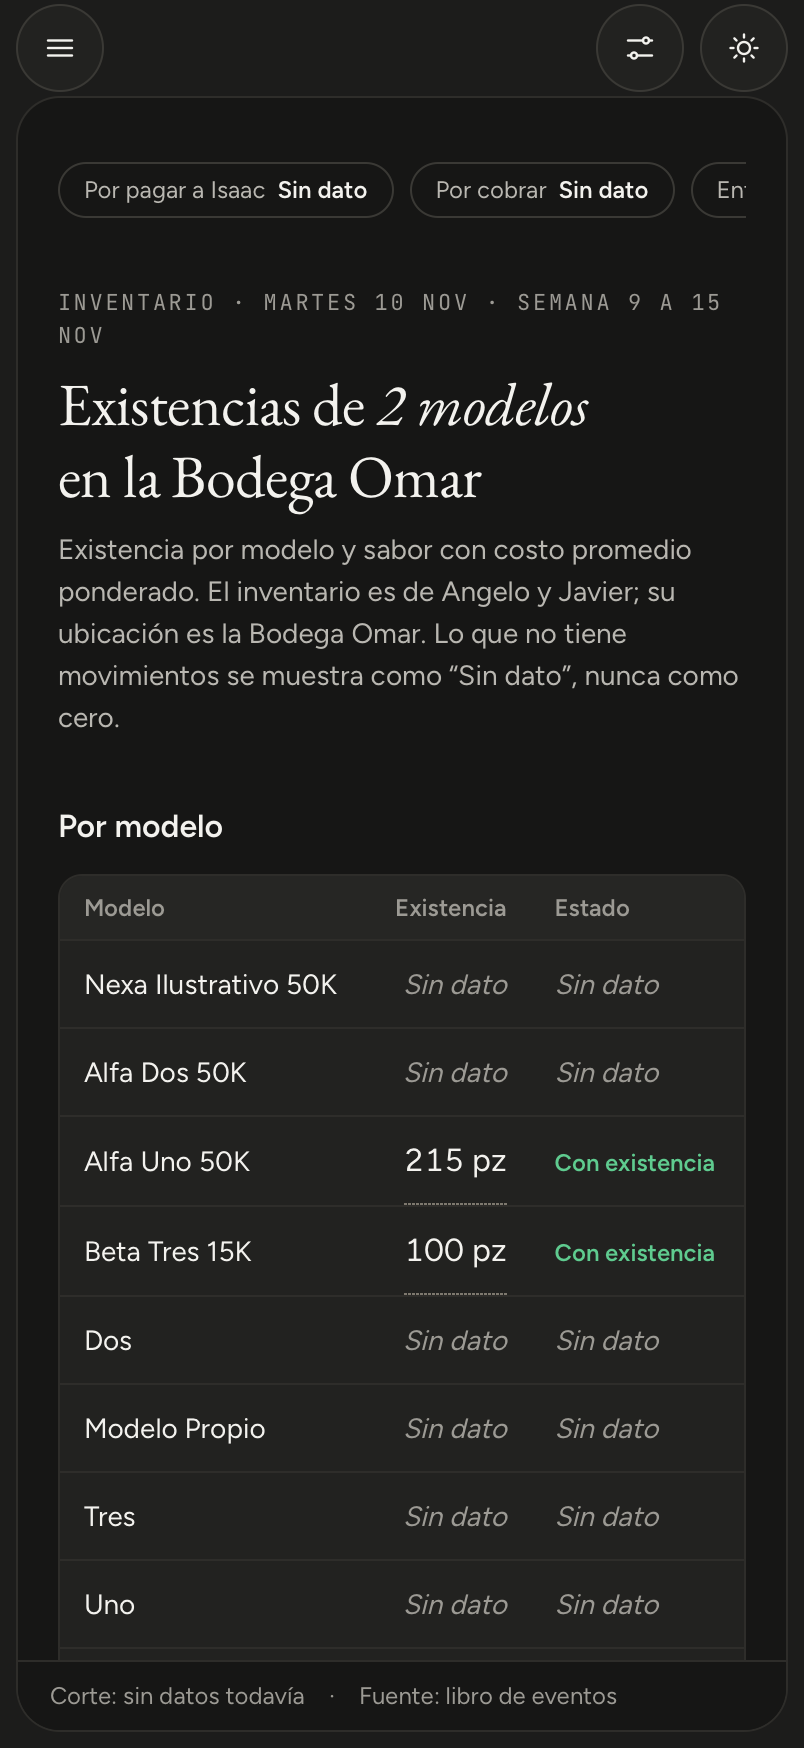 Por pagar a Isaac Sin dato Por cobrar Sin dato
INVENTARIO · MARTES 10 NOV · SEMANA 9 A 15
NOV
Existencias de 2 modelos
en la Bodega Omar
Existencia por modelo y sabor con costo promedio
ponderado. El inventario es de Angelo y Javier; su
ubicación es la Bodega Omar. Lo que no tiene
movimientos se muestra como “Sin dato”, nunca como
cero.
Por modelo
Modelo Existencia Estado
Nexa Ilustrativo 50K Sin dato Sin dato
Alfa Dos 50K Sin dato Sin dato
Alfa Uno 50K 215 pz Con existencia
Beta Tres 15K 100 pz Con existencia
Dos Sin dato Sin dato
Modelo Propio Sin dato Sin dato
Tres Sin dato Sin dato
Uno Sin dato Sin dato
Corte: sin datos todavía · Fuente: libro de eventos